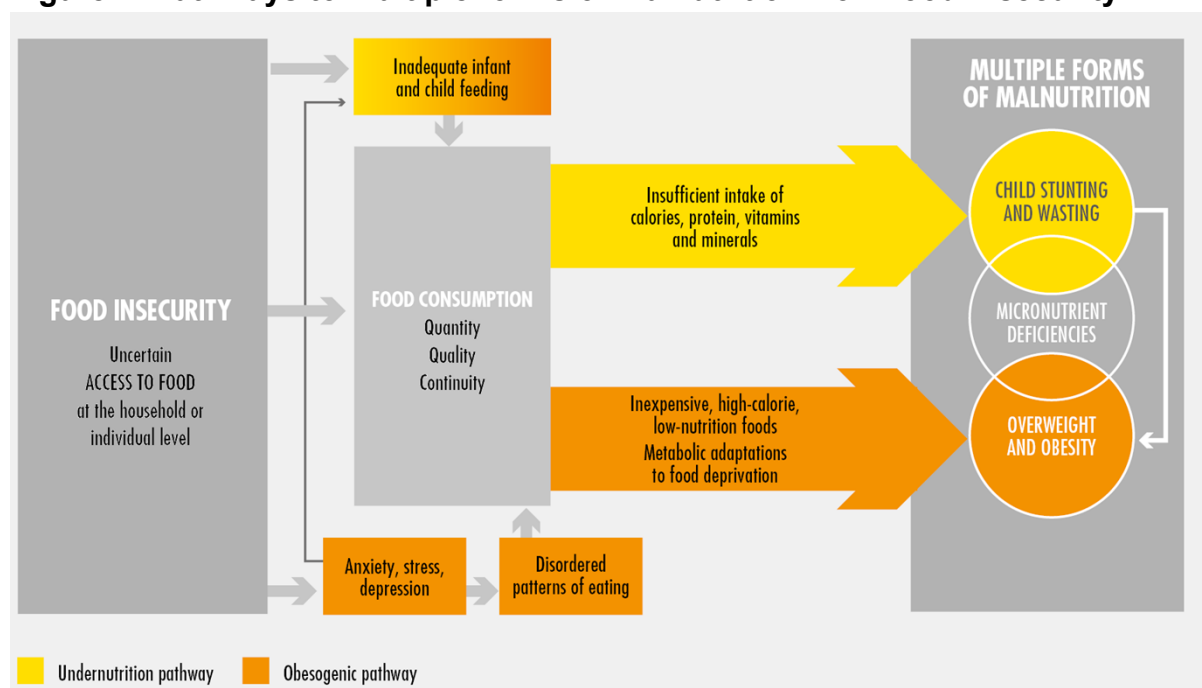 Inadequate infant
and child feeding
MULTIPLE FORMS
OF MALNUTRITION
Insufficient intake of
calories, protein, vitamins
and minerals
CHILD STUNTING
AND WASTING
FOOD INSECURITY
Uncertain
ACCESS TO FOOD
at the household or
individual level
FOOD CONSUMPTION
Quantity
Quality
Continuity
MICRONUTRIENT
DEFICIENCIES
Inexpensive, high-calorie,
low-nutrition foods
Metabolic adaptations
to food deprivation
OVERWEIGHT
AND OBESITY
Anxiety, stress,
depression
Disordered
patterns of eating
Undernutrition pathway
Obesogenic pathway